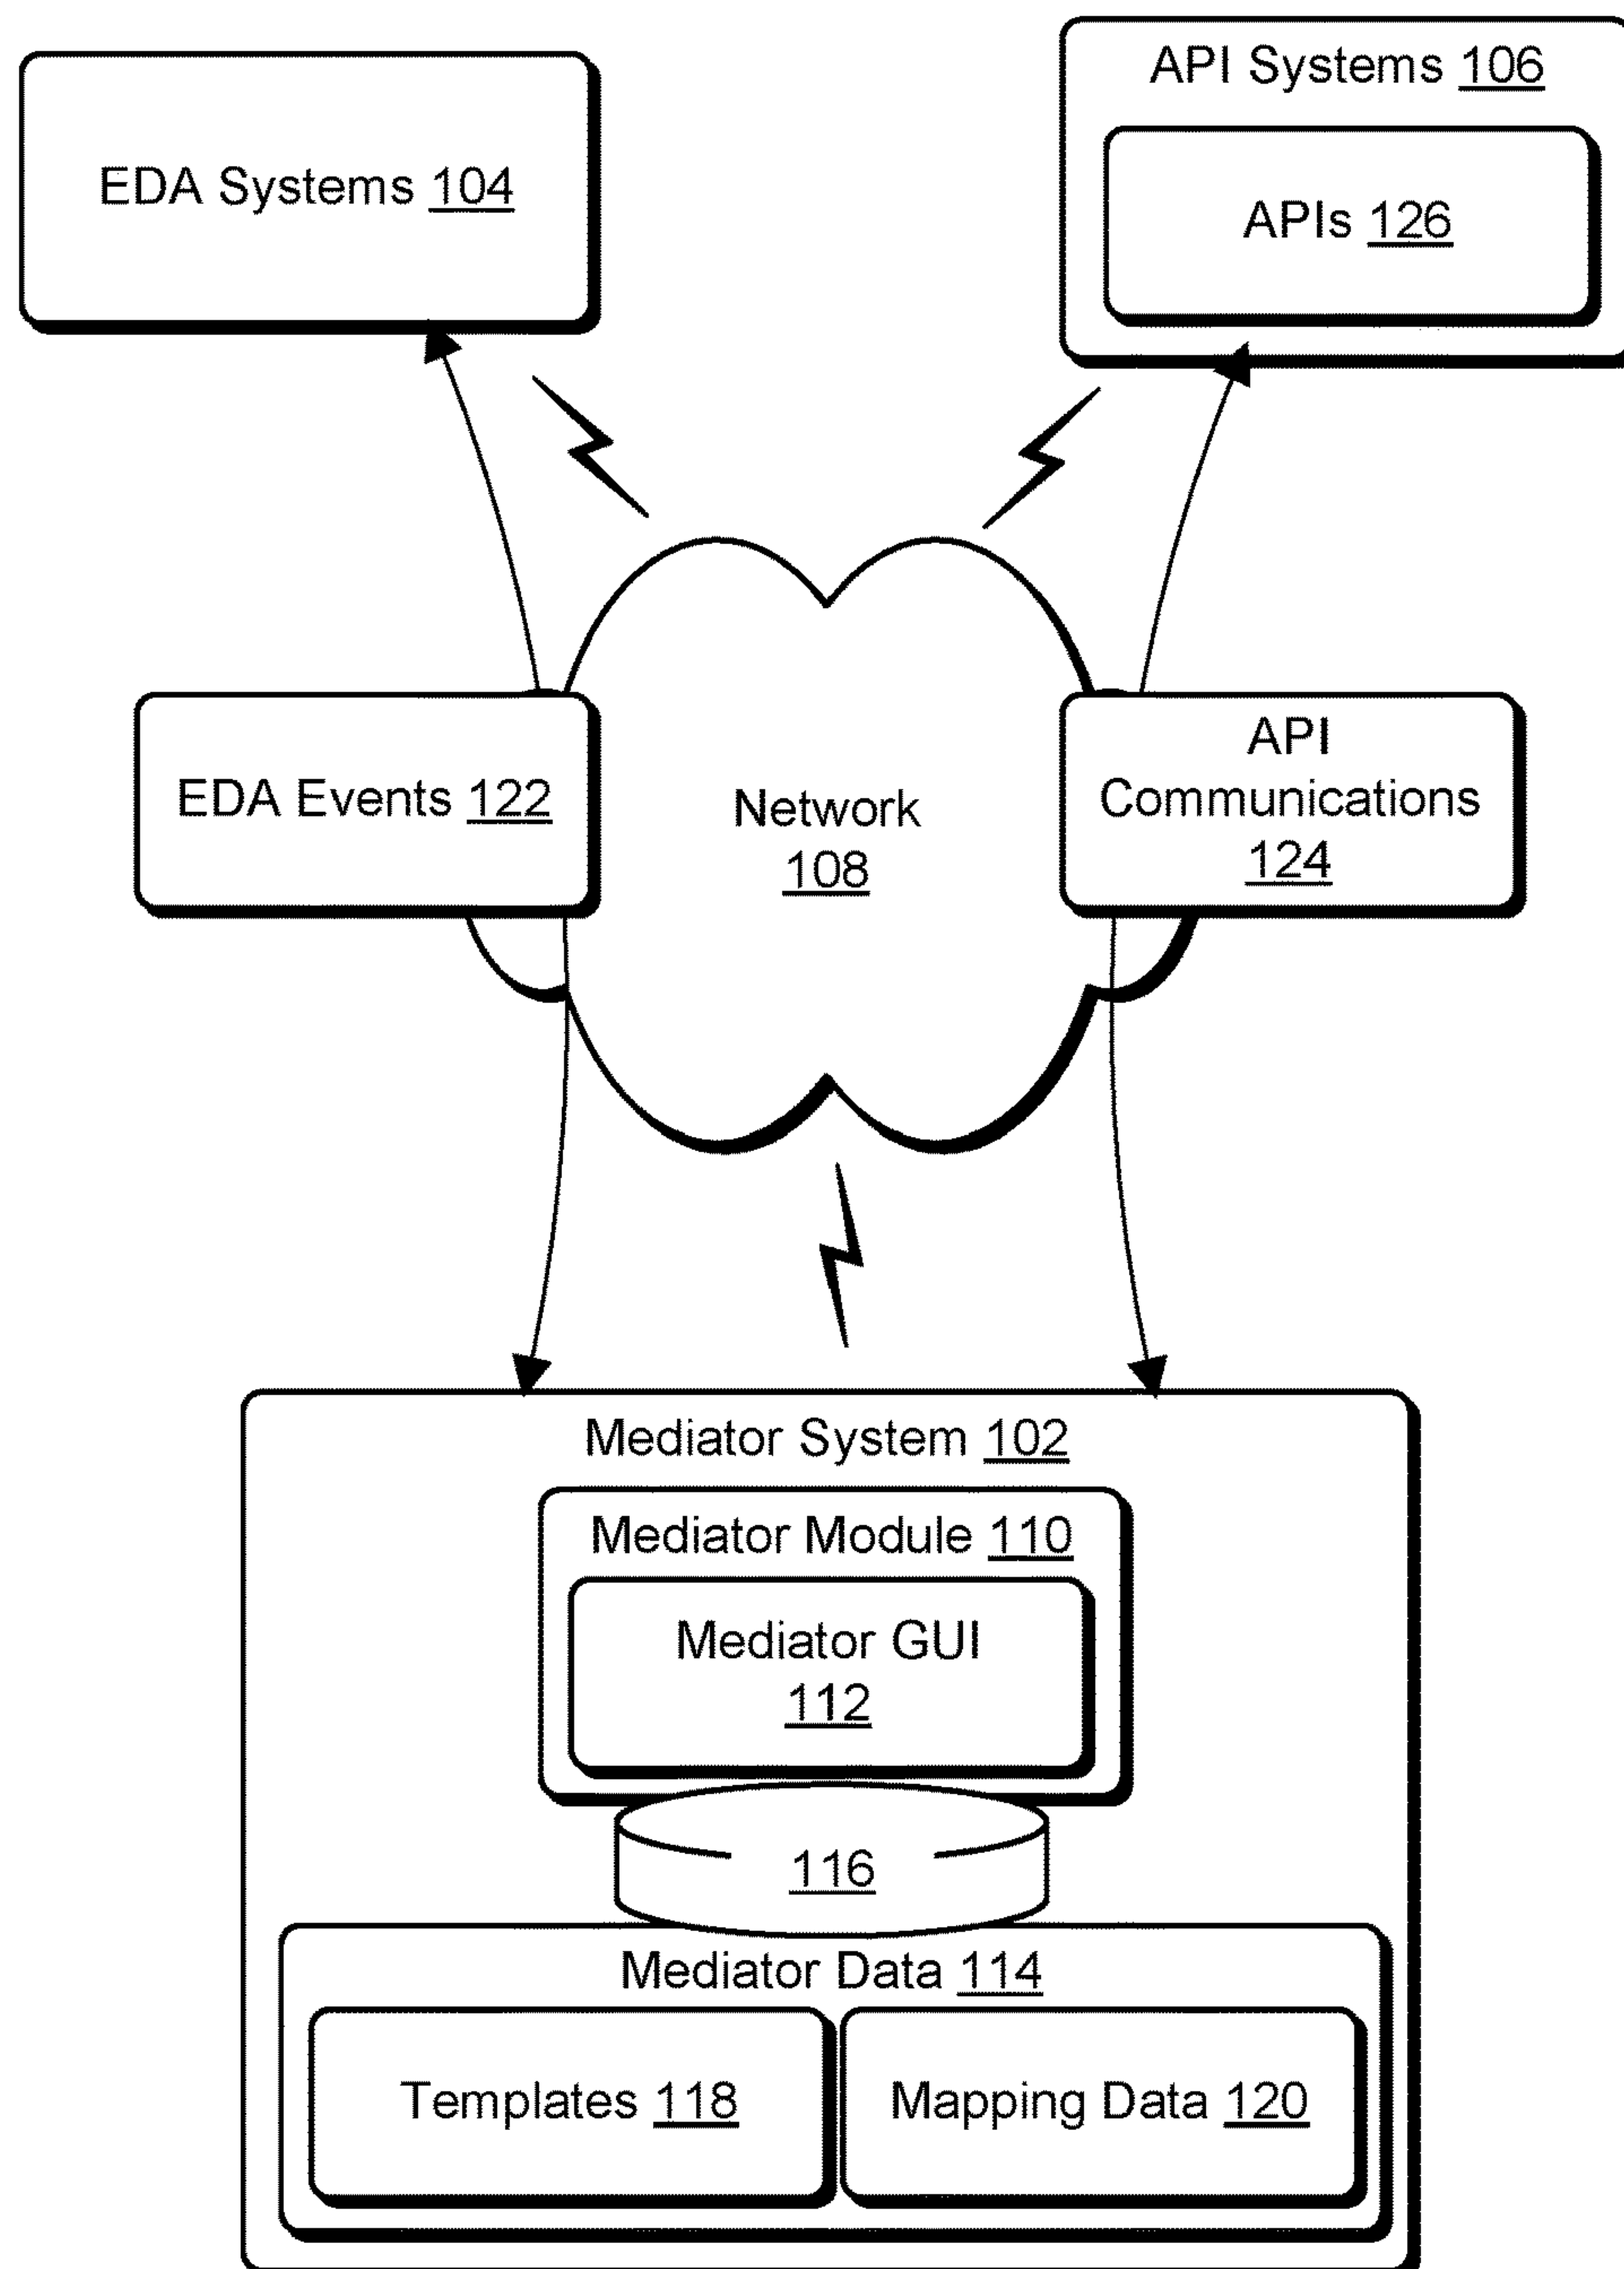 EDA Systems 104
API Systems 106
APIs 126
EDA Events 122
Network
108
API
Communications
124
Mediator System 102
Mediator Module 110
Mediator GUI
112
116
Mediator Data 114
Templates 118
Mapping Data 120